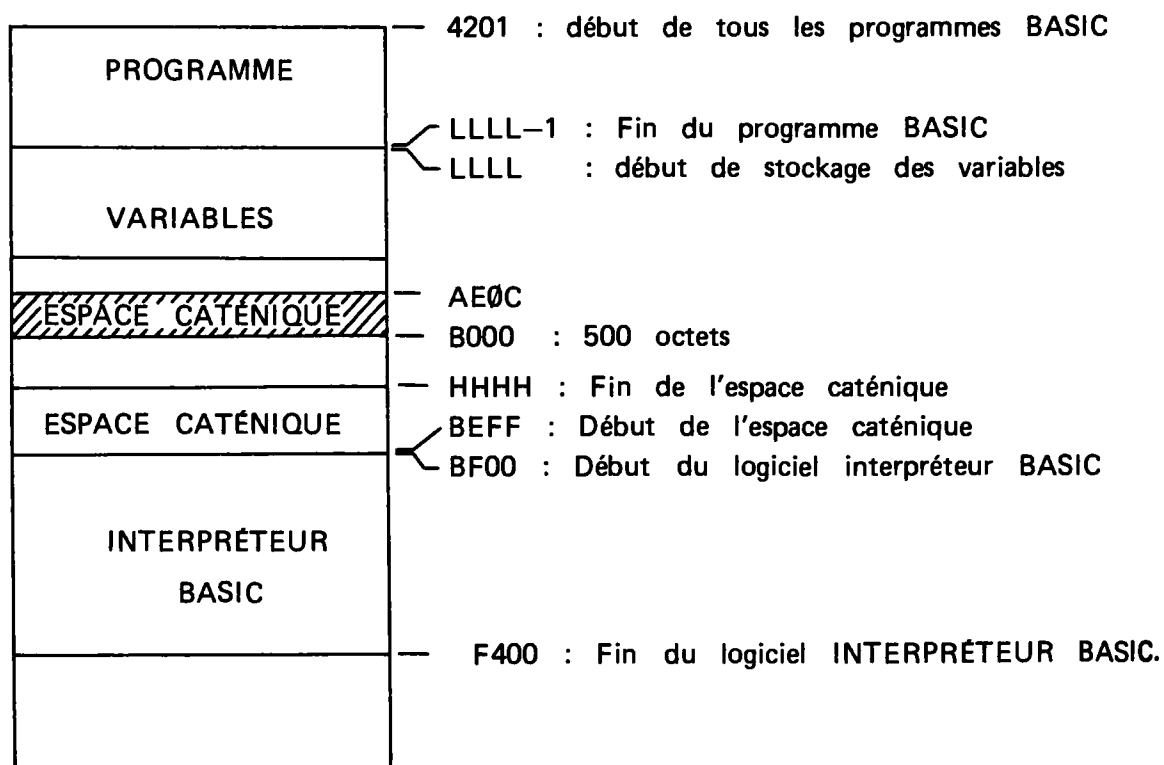 4201 : début de tous les programmes BASIC
PROGRAMME
LLLL–1 : Fin du programme BASIC
LLLL : début de stockage des variables
VARIABLES
AEØC
ESPACE CATÉNIQUE
B000 : 500 octets
HHHH : Fin de l'espace caténique
ESPACE CATÉNIQUE
BEFF : Début de l'espace caténique
BF00 : Début du logiciel interpréteur BASIC
INTERPRÉTEUR
BASIC
F400 : Fin du logiciel INTERPRÉTEUR BASIC.